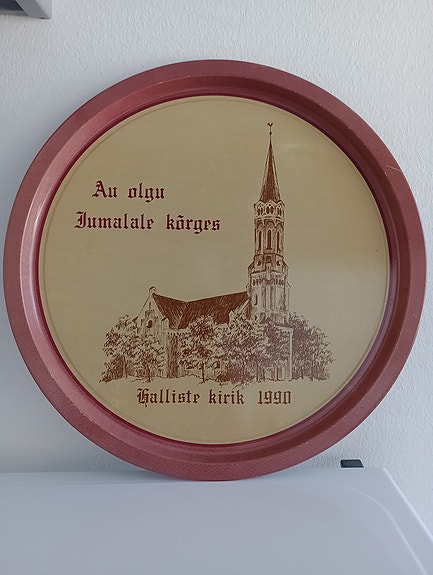 Au olgu
Jumalale kõrges
Halliste kirik 1990